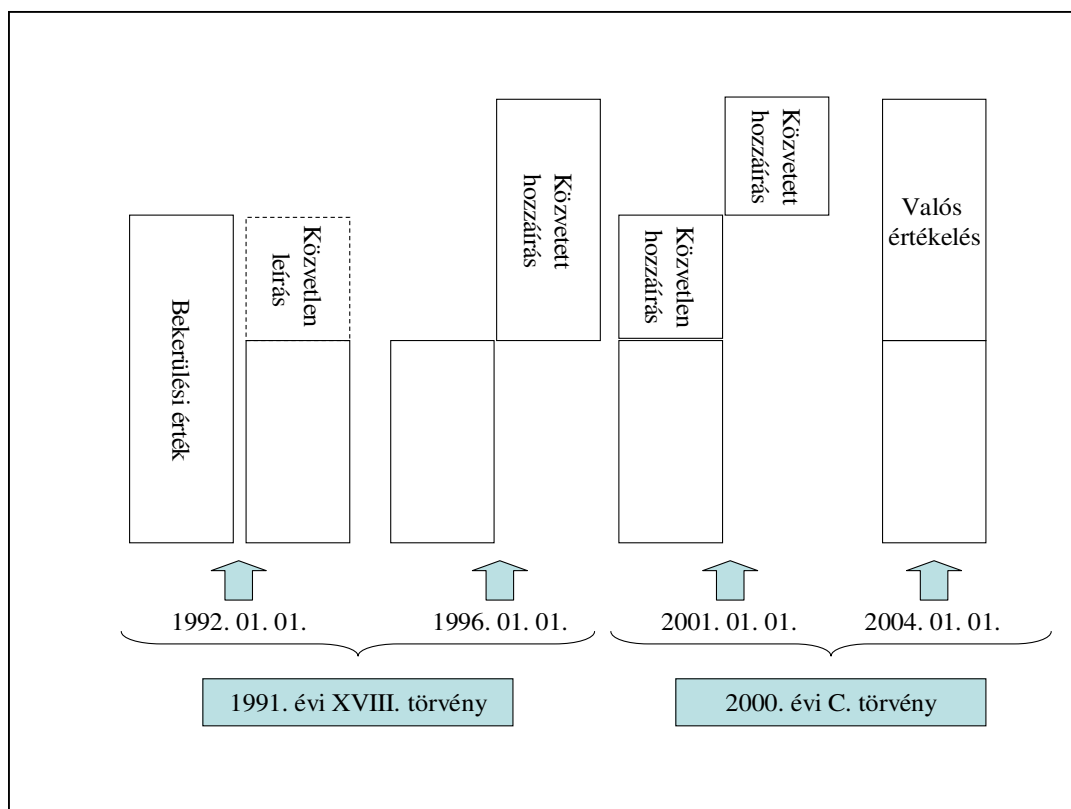 Bekerülési érték
Közvetlen
leírás
Közvetett
hozzáírás
Közvetlen
hozzáírás
Közvetett
hozzáírás
Valós
értékelés
1992. 01. 01.
1996. 01. 01.
2001. 01. 01.
2004. 01. 01.
1991. évi XVIII. törvény
2000. évi C. törvény